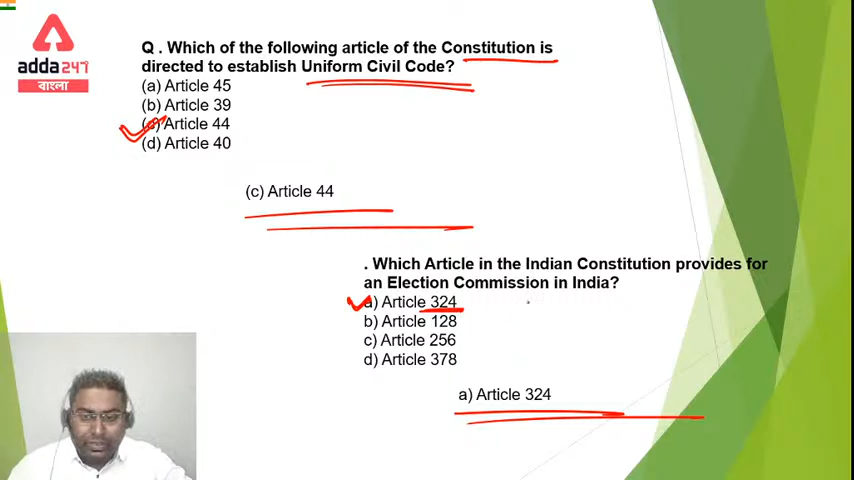 adda247
বাংলা
Q . Which of the following article of the Constitution is
directed to establish Uniform Civil Code?
(a) Article 45
(b) Article 39
(c) Article 44
(d) Article 40
(c) Article 44
. Which Article in the Indian Constitution provides for
an Election Commission in India?
a) Article 324
b) Article 128
c) Article 256
d) Article 378
a) Article 324